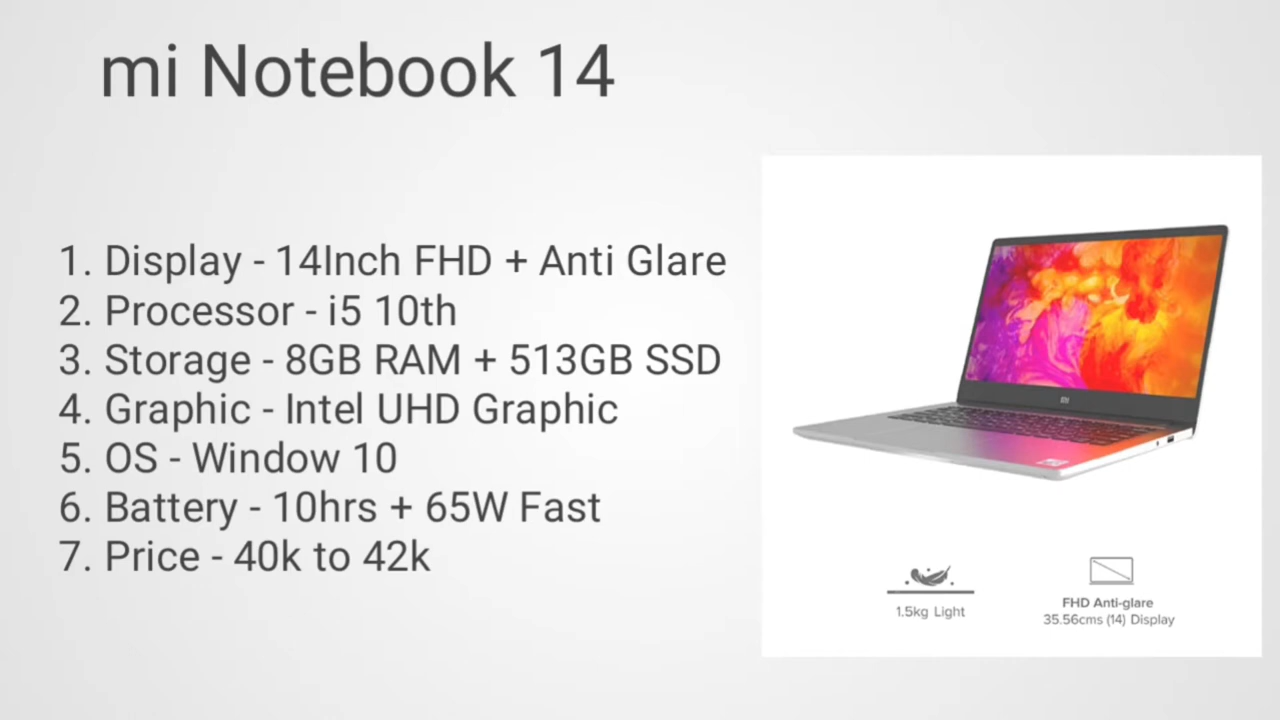 mi Notebook 14
1. Display - 14Inch FHD + Anti Glare
2. Processor - i5 10th
3. Storage - 8GB RAM + 513GB SSD
4. Graphic - Intel UHD Graphic
5. OS - Window 10
6. Battery - 10hrs + 65W Fast
7. Price - 40k to 42k
mi
1.5kg Light
FHD Anti-glare
35.56cms (14) Display